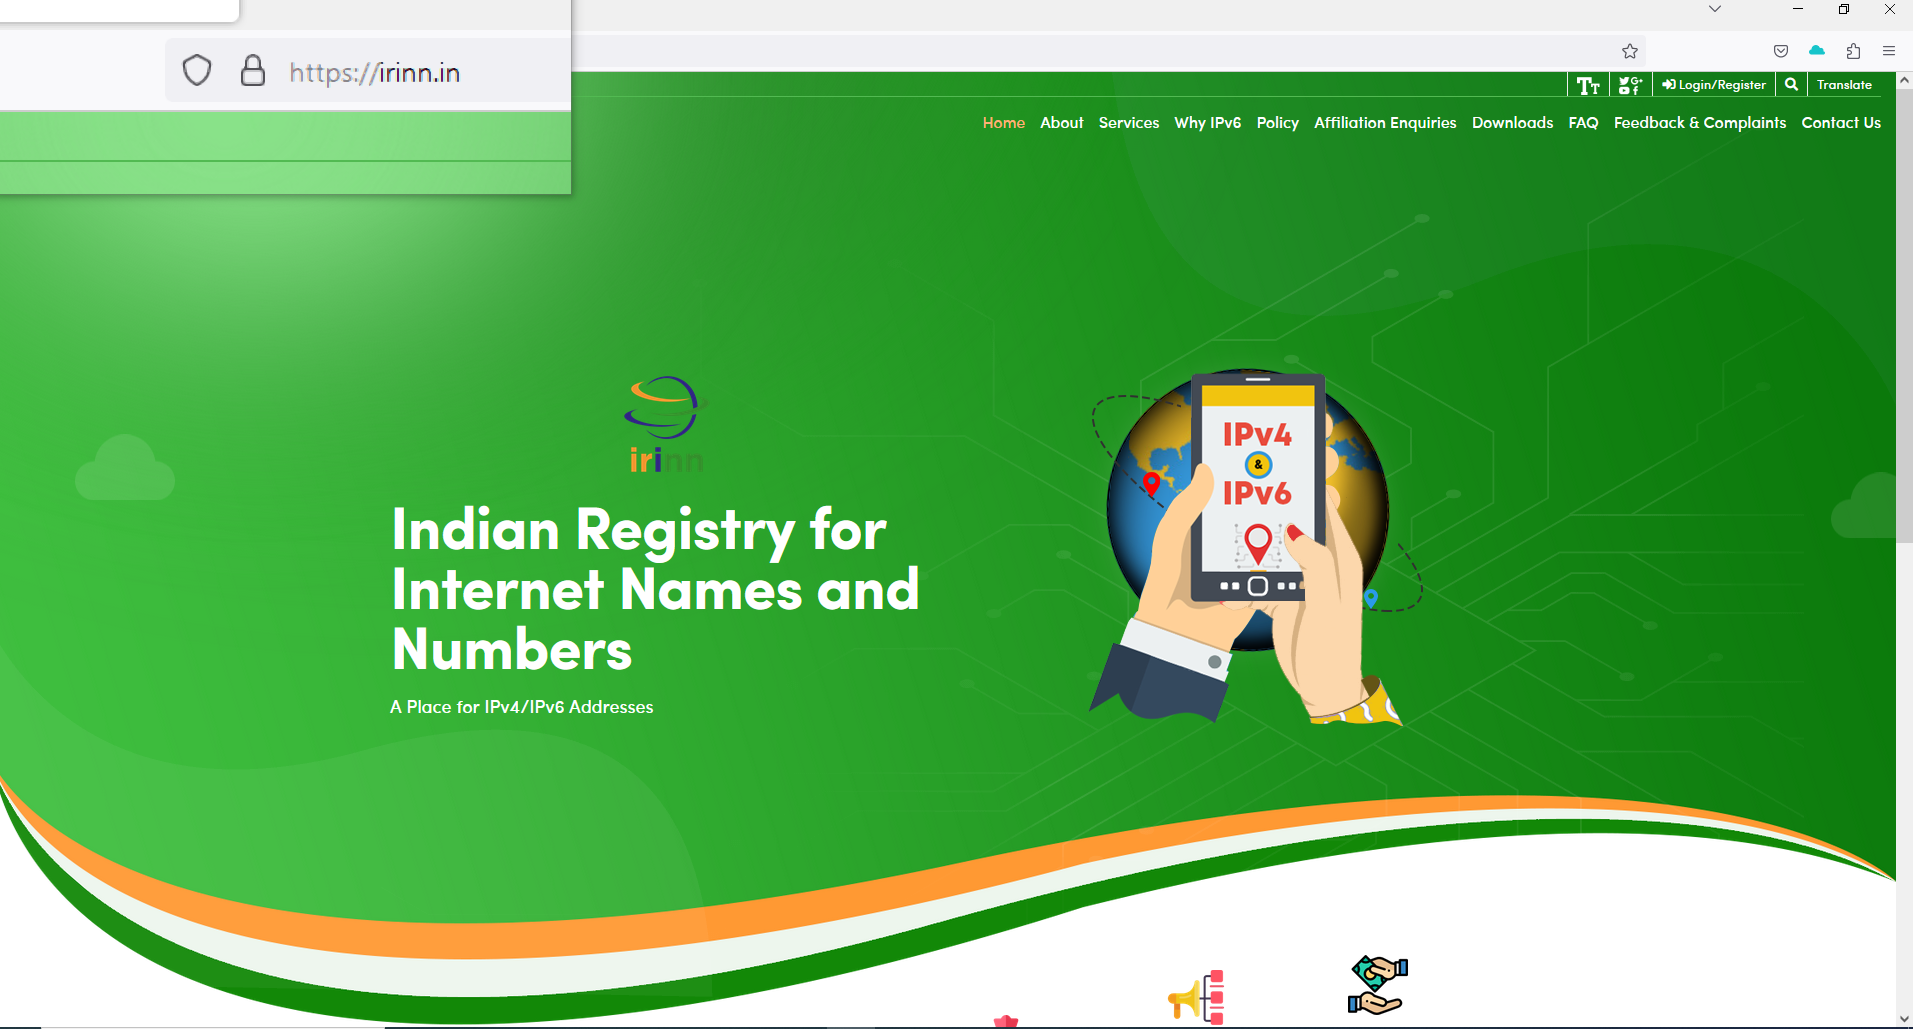 https://irinn.in
Login/Register
Translate
Home About Services Why IPv6 Policy Affiliation Enquiries Downloads FAQ Feedback & Complaints Contact Us
irinn
Indian Registry for
Internet Names and
Numbers
A Place for IPv4/IPv6 Addresses
IPv4
&
IPv6